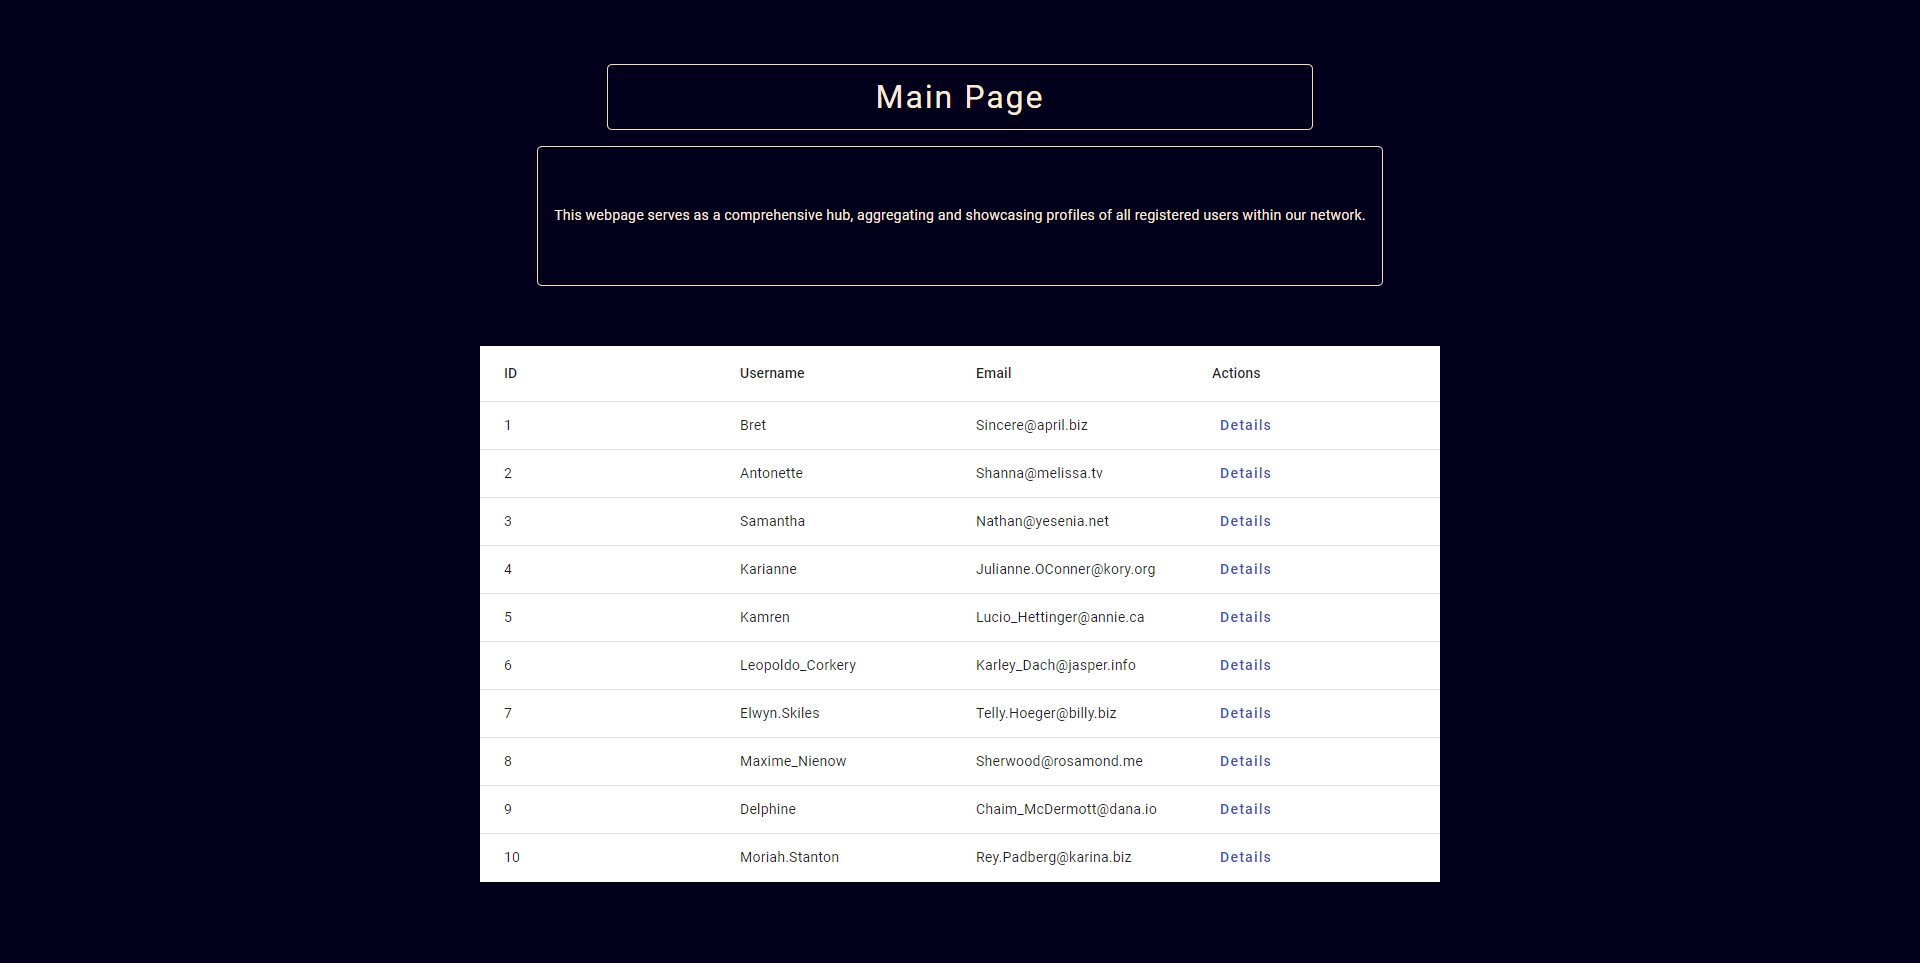 Main Page
This webpage serves as a comprehensive hub, aggregating and showcasing profiles of all registered users within our network.
ID Username Email Actions
1 Bret Sincere@april.biz Details
2 Antonette Shanna@melissa.tv Details
3 Samantha Nathan@yesenia.net Details
4 Karianne Julianne.OConner@kory.org Details
5 Kamren Lucio_Hettinger@annie.ca Details
6 Leopoldo_Corkery Karley_Dach@jasper.info Details
7 Elwyn.Skiles Telly.Hoeger@billy.biz Details
8 Maxime_Nienow Sherwood@rosamond.me Details
9 Delphine Chaim_McDermott@dana.io Details
10 Moriah.Stanton Rey.Padberg@karina.biz Details